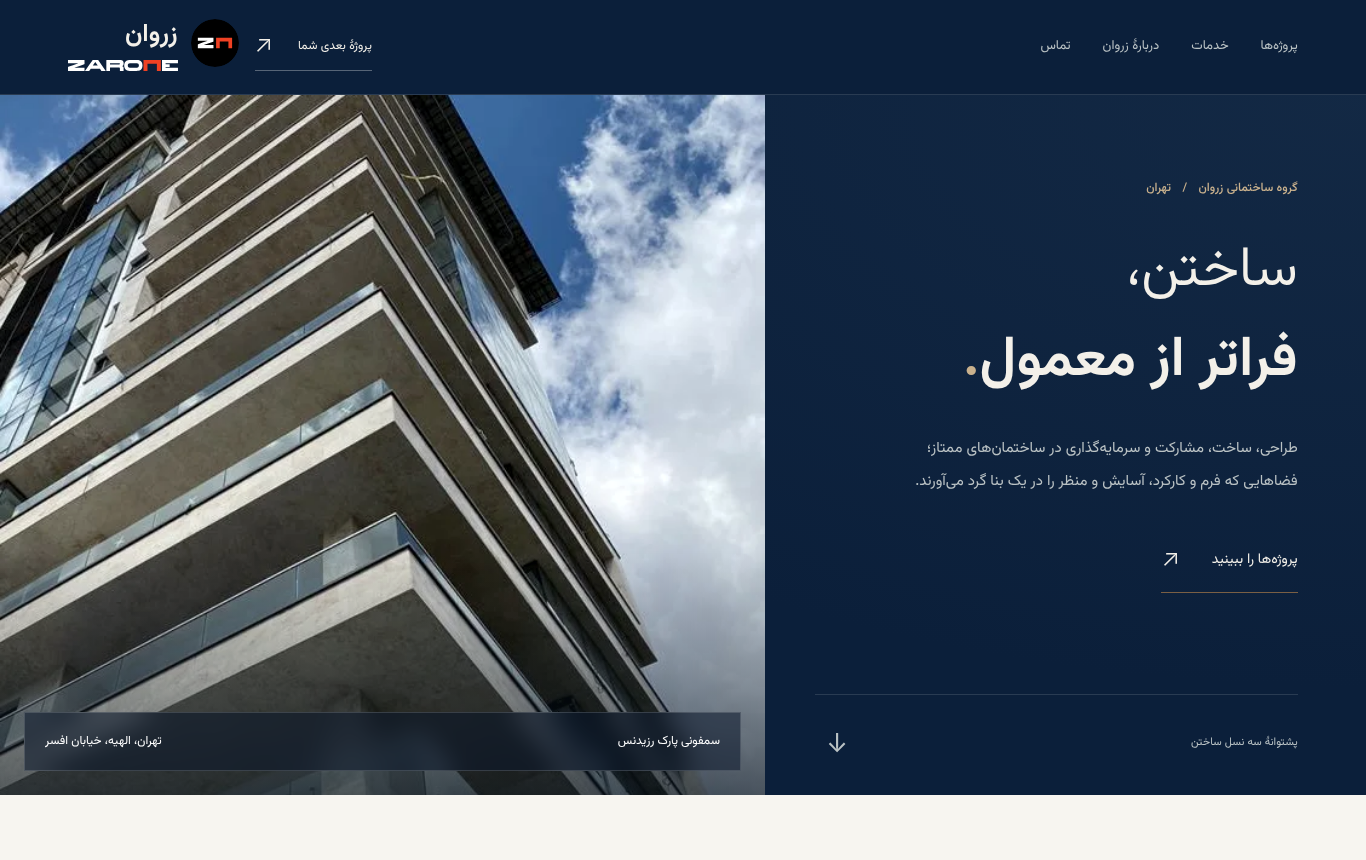 پروژه‌ها
خدمات
دربارهٔ زروان
تماس
پروژهٔ بعدی شما
zn
زروان
ZARONE
گروه ساختمانی زروان / تهران
ساختن،
فراتر از معمول.
طراحی، ساخت، مشارکت و سرمایه‌گذاری در ساختمان‌های ممتاز؛
فضاهایی که فرم و کارکرد، آسایش و منظر را در یک بنا گرد می‌آورند.
پروژه‌ها را ببینید
پشتوانهٔ سه نسل ساختن
سمفونی پارک رزیدنس
تهران، الهیه، خیابان افسر